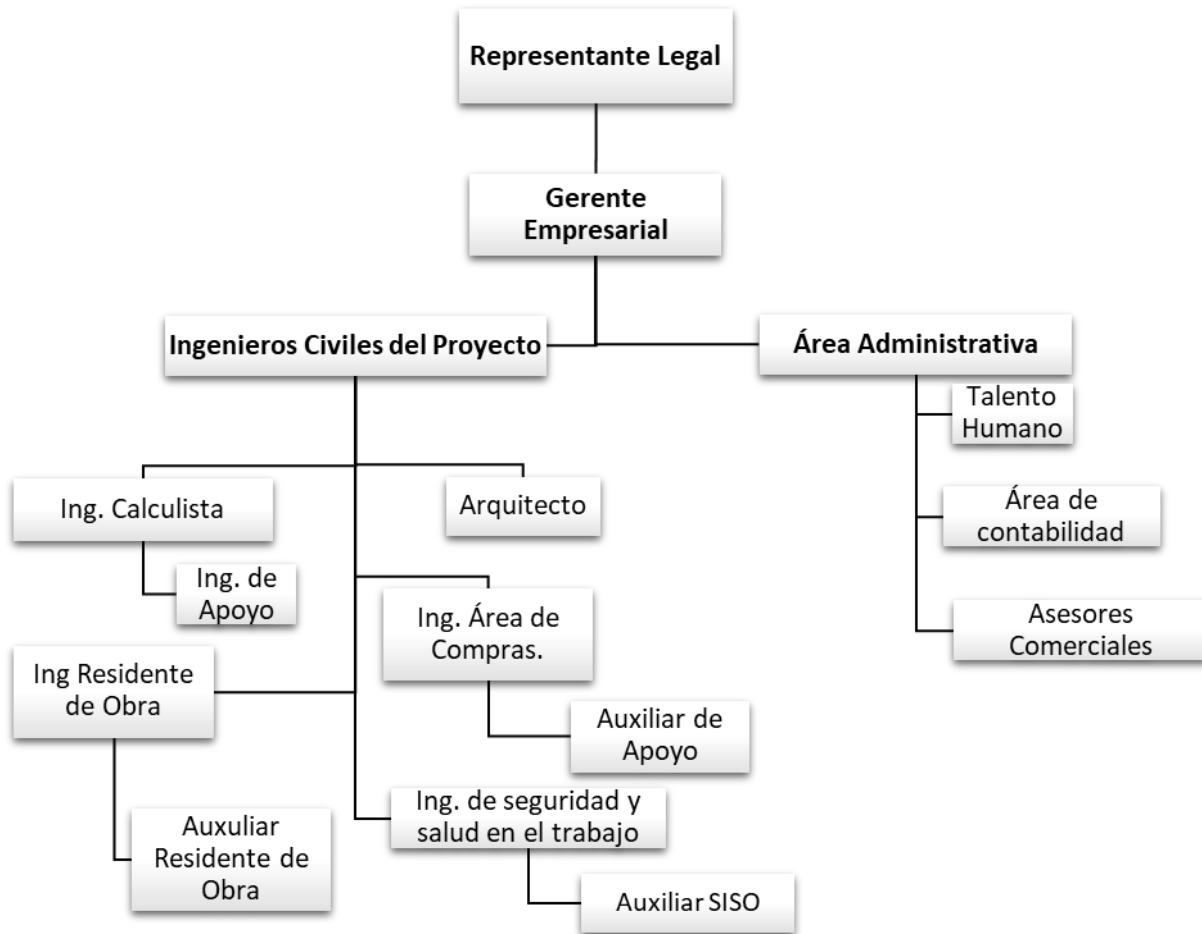 Representante Legal
Gerente
Empresarial
Ingenieros Civiles del Proyecto
Área Administrativa
Talento
Humano
Ing. Calculista
Arquitecto
Área de
contabilidad
Ing. de
Apoyo
Ing. Área de
Compras.
Asesores
Comerciales
Ing Residente
de Obra
Auxiliar de
Apoyo
Ing. de seguridad y
salud en el trabajo
Auxuliar
Residente de
Obra
Auxiliar SISO